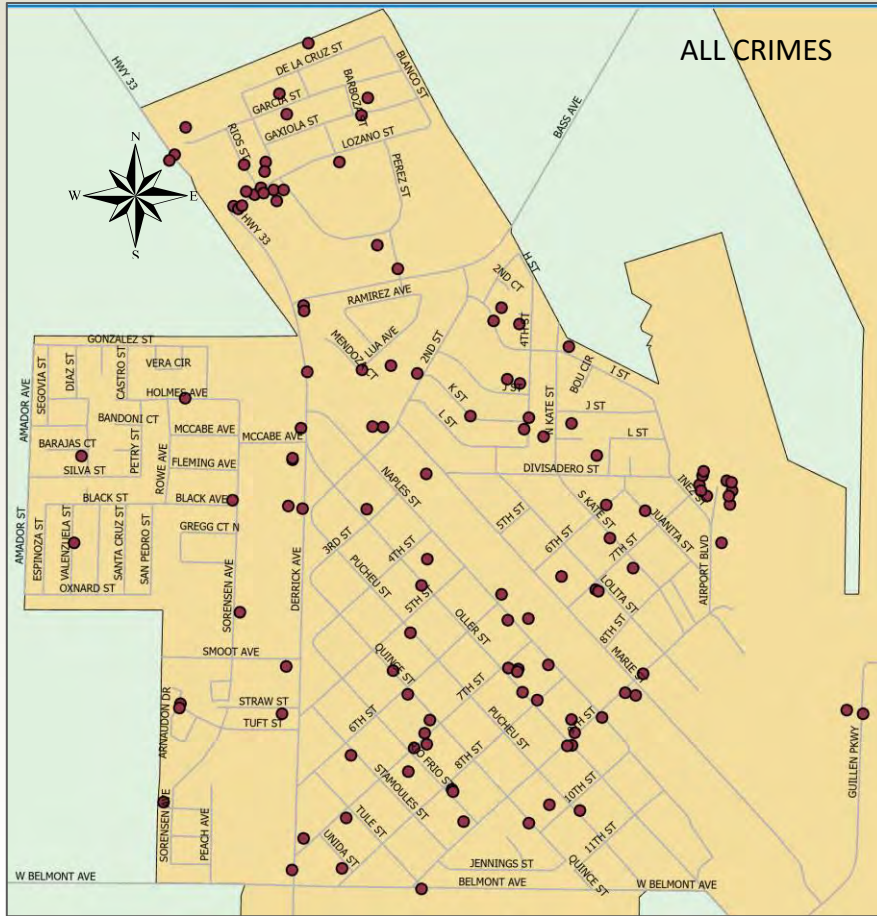 ALL CRIMES
HWY 33
DE LA CRUZ ST
BLANCO ST
BARBOZA ST
GARCIA ST
GAXIOLA ST
LOZANO ST
RIOS ST
PEREZ ST
BASS AVE
N
W E
S
HWY 33
H ST
2ND CT
RAMIREZ AVE
4TH ST
LUA AVE
MENDOZA CT
2ND ST
GONZALEZ ST
VERA CIR
SEGOVIA ST
DIAZ ST
CASTRO ST
HOLMES AVE
AMADOR AVE
BANDONI CT
MCCABE AVE
MCCABE AVE
BARAJAS CT
PETRY ST
ROWE AVE
FLEMING AVE
SILVA ST
BOU CIR
I ST
J ST
K ST
L ST
N KATE ST
J ST
L ST
DIVISADERO ST
BLACK ST
BLACK AVE
NAPLES ST
INEZ ST
S KATE ST
JUANITA ST
5TH ST
6TH ST
7TH ST
AMADOR ST
ESPINOZA ST
VALENZUELA ST
SANTA CRUZ ST
SAN PEDRO ST
GREGG CT N
3RD ST
4TH ST
PUCHEU ST
5TH ST
OXNARD ST
SORENSEN AVE
DERRICK AVE
LOLITA ST
8TH ST
AIRPORT BLVD
OLLER ST
MARIE ST
SMOOT AVE
QUINCE ST
7TH ST
ARNAUDON DR
STRAW ST
TUFT ST
6TH ST
PUCHEU ST
8TH ST
GUILLEN PKWY
STAMOULES ST
10TH ST
SORENSEN AVE
PEACH AVE
TULE ST
UNIDA ST
11TH ST
JENNINGS ST
QUINCE ST
W BELMONT AVE
BELMONT AVE
W BELMONT AVE